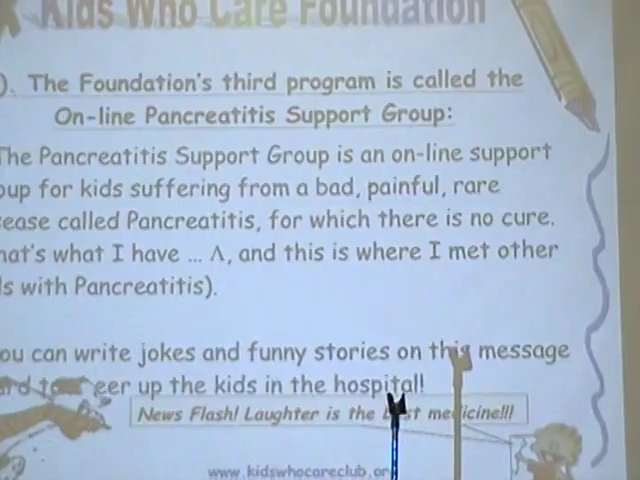 Kids Who Care Foundation
). The Foundation's third program is called the
On-line Pancreatitis Support Group:
The Pancreatitis Support Group is an on-line support
oup for kids suffering from a bad, painful, rare
ease called Pancreatitis, for which there is no cure.
hat's what I have ... Λ, and this is where I met other
ds with Pancreatitis).
ou can write jokes and funny stories on this message
ard to eer up the kids in the hospital!
News Flash! Laughter is the best medicine!!!
www.kidswhocareclub.org